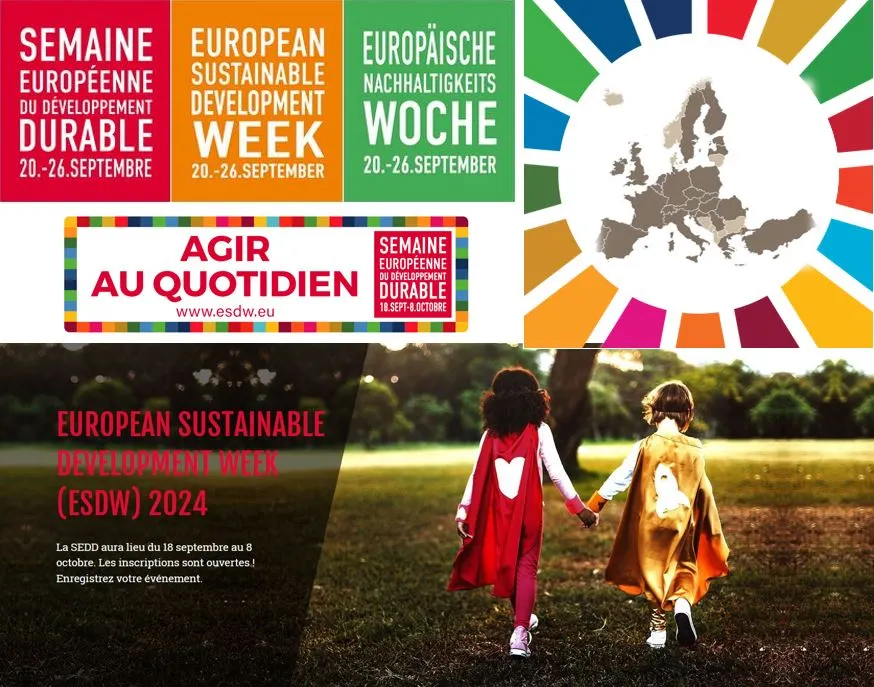 SEMAINE
EUROPÉENNE
DU DÉVELOPPEMENT
DURABLE
20.-26.SEPTEMBRE
EUROPEAN
SUSTAINABLE
DEVELOPMENT
WEEK
20.-26.SEPTEMBER
EUROPÄISCHE
NACHHALTIGKEITS
WOCHE
20.-26.SEPTEMBER
AGIR
AU QUOTIDIEN
www.esdw.eu
SEMAINE
EUROPÉENNE
DU DÉVELOPPEMENT
DURABLE
18.SEPT-8.OCTOBRE
EUROPEAN SUSTAINABLE
DEVELOPMENT WEEK
(ESDW) 2024
La SEDD aura lieu du 18 septembre au 8
octobre. Les inscriptions sont ouvertes !
Enregistrez votre événement.